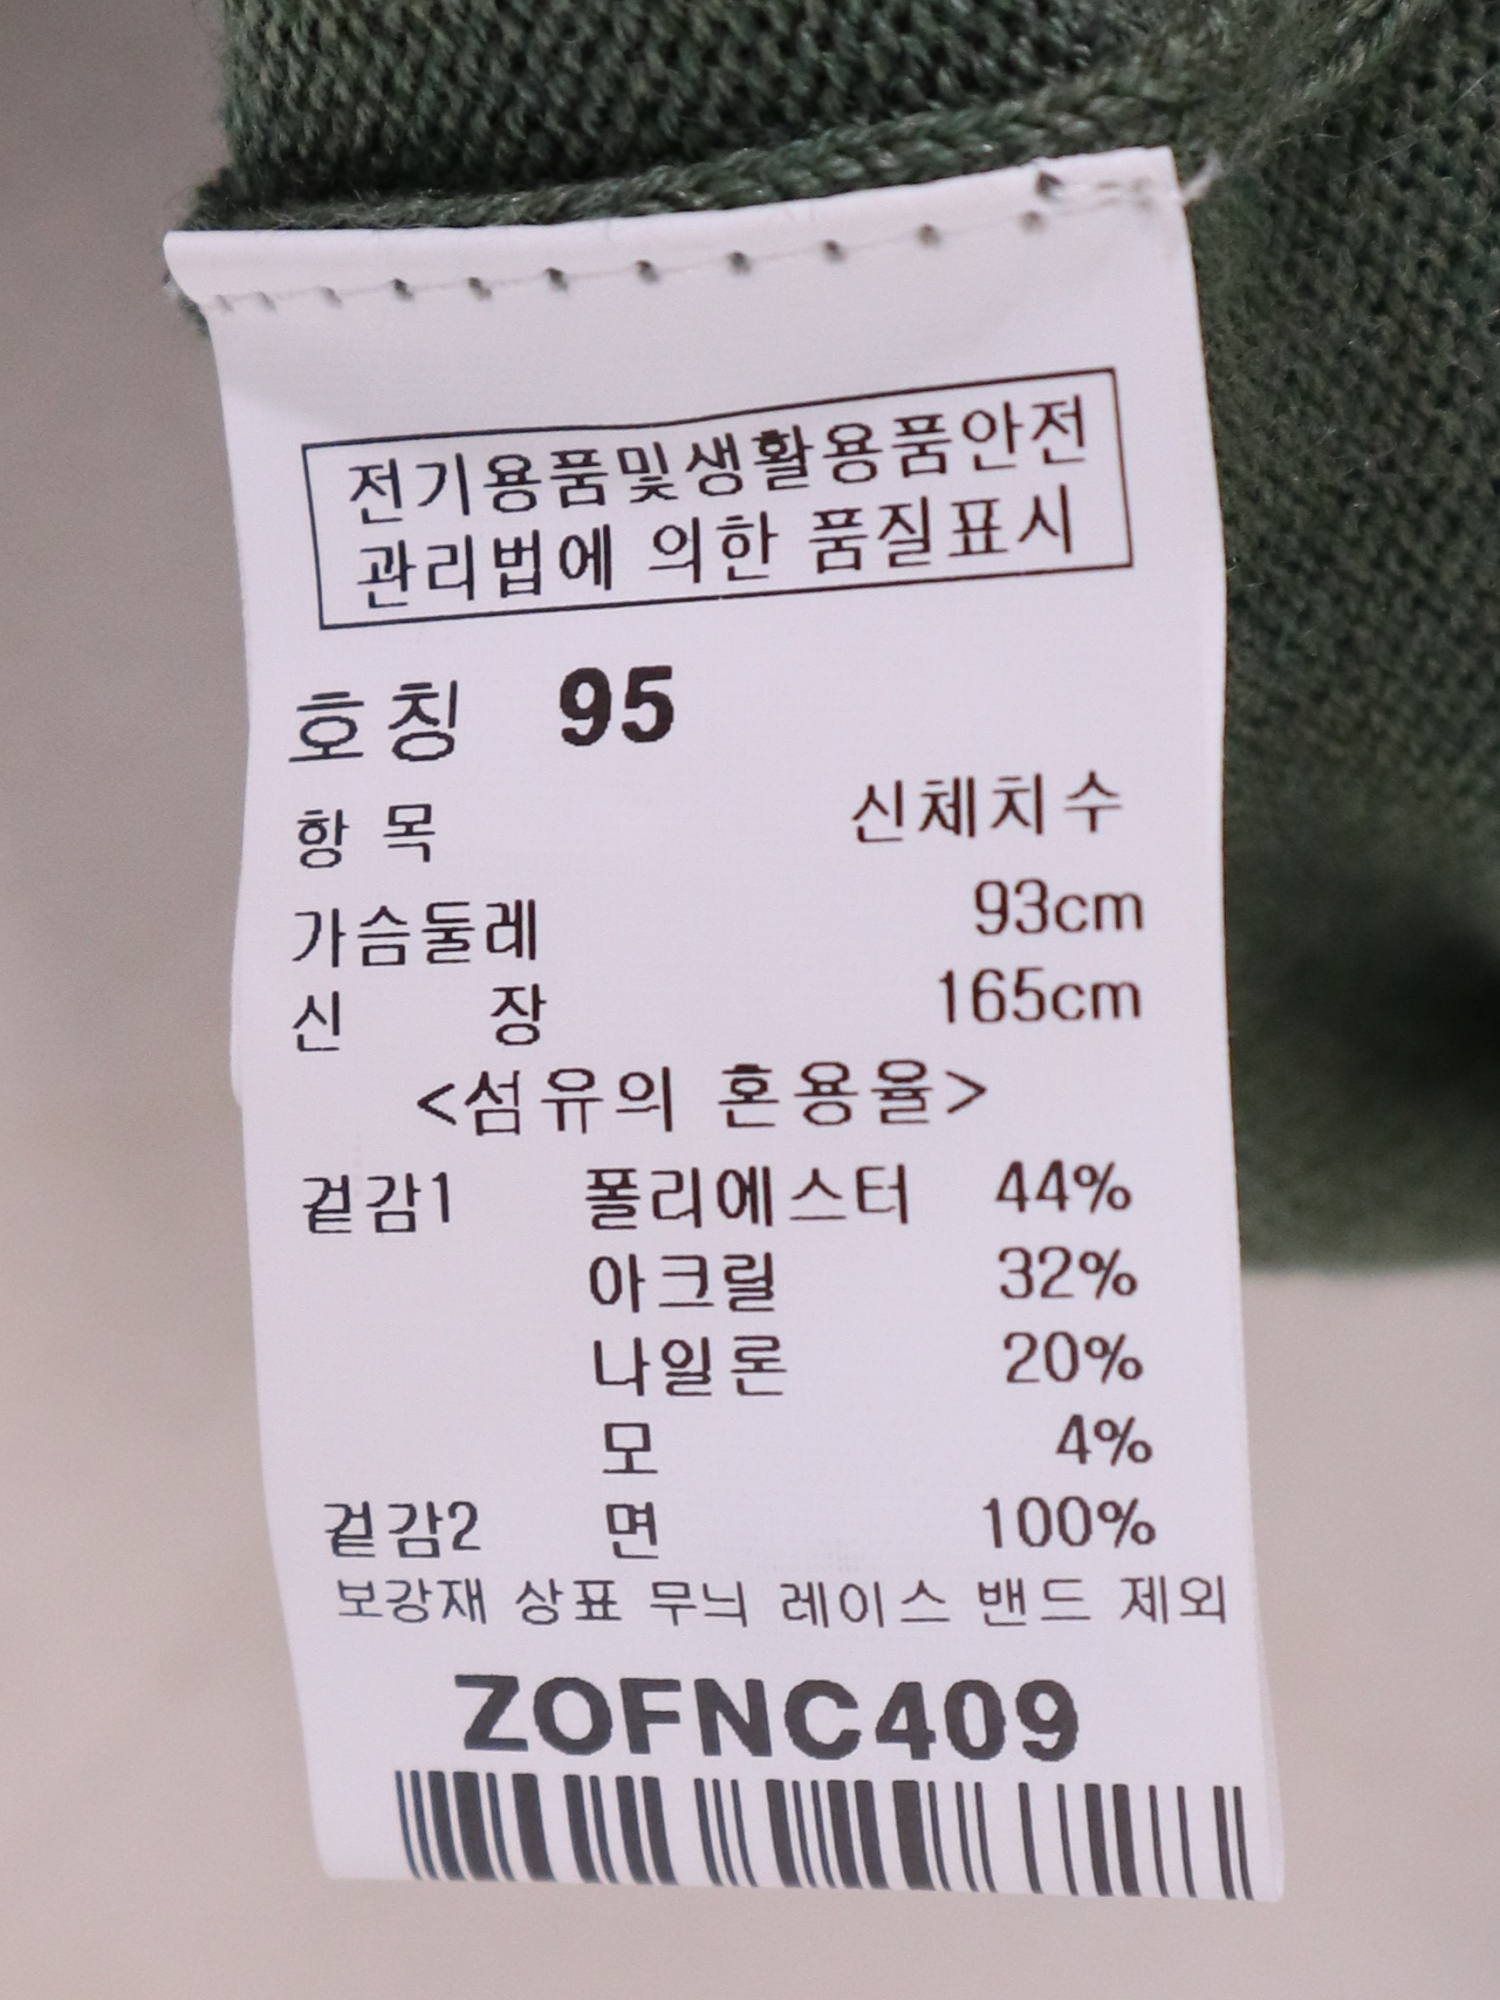 전기용품및생활용품안전
관리법에 의한 품질표시
호칭 95
항 목 신체치수
가슴둘레 93cm
신 장 165cm
<섬유의 혼용율>
겉감1 폴리에스터 44%
아크릴 32%
나일론 20%
모 4%
겉감2 면 100%
보강재 상표 무늬 레이스 밴드 제외
ZOFNC409